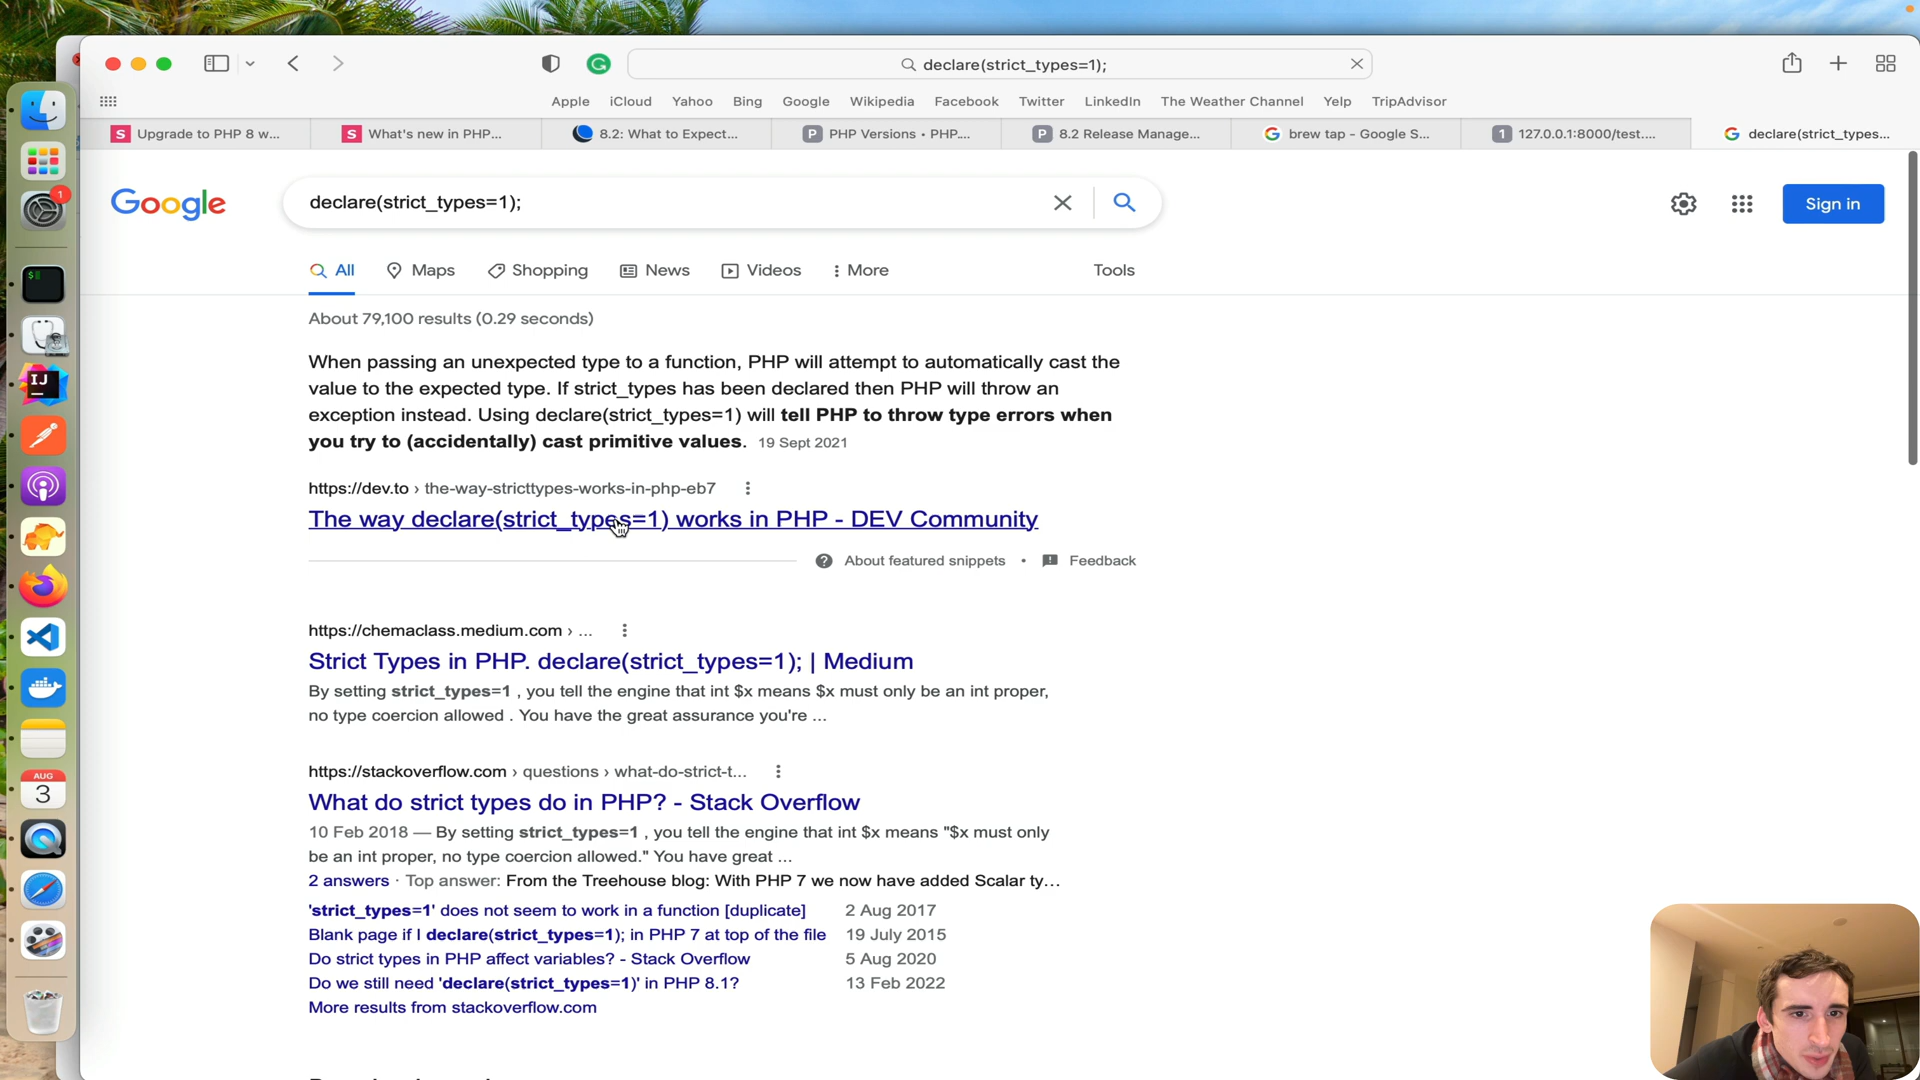 declare(strict_types=1);
Apple iCloud Yahoo Bing Google Wikipedia Facebook Twitter LinkedIn The Weather Channel Yelp TripAdvisor
S Upgrade to PHP 8 w... S What's new in PHP... 8.2: What to Expect... P PHP Versions • PHP.... P 8.2 Release Manage... G brew tap - Google S... 1 127.0.0.1:8000/test.... G declare(strict_types...
Google declare(strict_types=1); Sign in
All Maps Shopping News Videos More Tools
About 79,100 results (0.29 seconds)
When passing an unexpected type to a function, PHP will attempt to automatically cast the
value to the expected type. If strict_types has been declared then PHP will throw an
exception instead. Using declare(strict_types=1) will tell PHP to throw type errors when
you try to (accidentally) cast primitive values. 19 Sept 2021
https://dev.to › the-way-stricttypes-works-in-php-eb7
The way declare(strict_types=1) works in PHP - DEV Community
About featured snippets • Feedback
https://chemaclass.medium.com › ...
Strict Types in PHP. declare(strict_types=1); | Medium
By setting strict_types=1 , you tell the engine that int $x means $x must only be an int proper,
no type coercion allowed . You have the great assurance you're ...
https://stackoverflow.com › questions › what-do-strict-t...
What do strict types do in PHP? - Stack Overflow
10 Feb 2018 — By setting strict_types=1 , you tell the engine that int $x means "$x must only
be an int proper, no type coercion allowed." You have great ...
2 answers · Top answer: From the Treehouse blog: With PHP 7 we now have added Scalar ty...
'strict_types=1' does not seem to work in a function [duplicate] 2 Aug 2017
Blank page if I declare(strict_types=1); in PHP 7 at top of the file 19 July 2015
Do strict types in PHP affect variables? - Stack Overflow 5 Aug 2020
Do we still need 'declare(strict_types=1)' in PHP 8.1? 13 Feb 2022
More results from stackoverflow.com
1
$
IJ
AUG
3